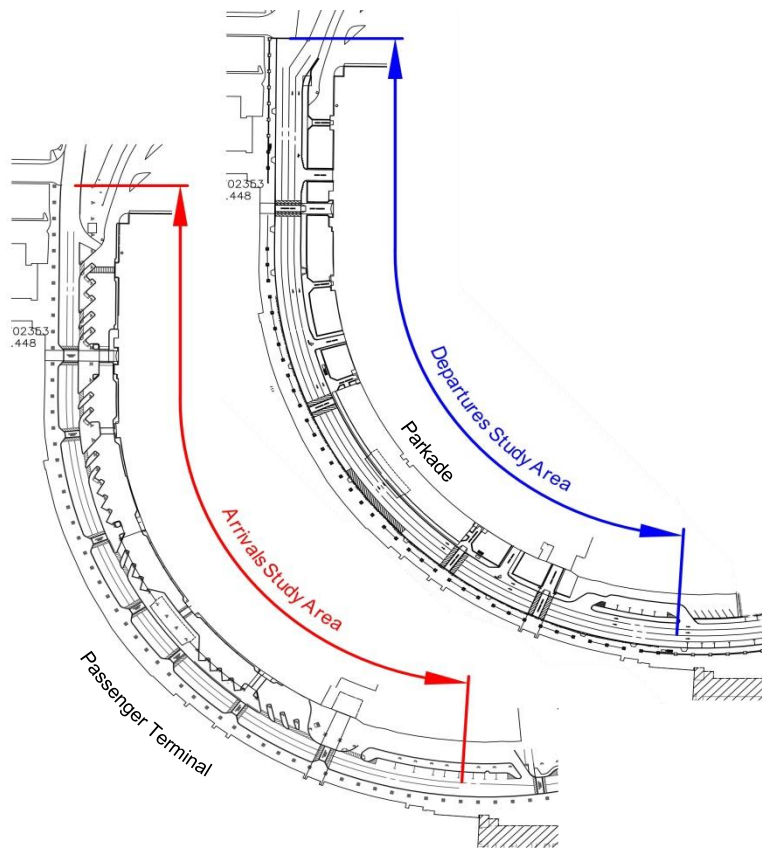 02353
.448
02353
.448
Departures Study Area
Parkade
Arrivals Study Area
Passenger Terminal